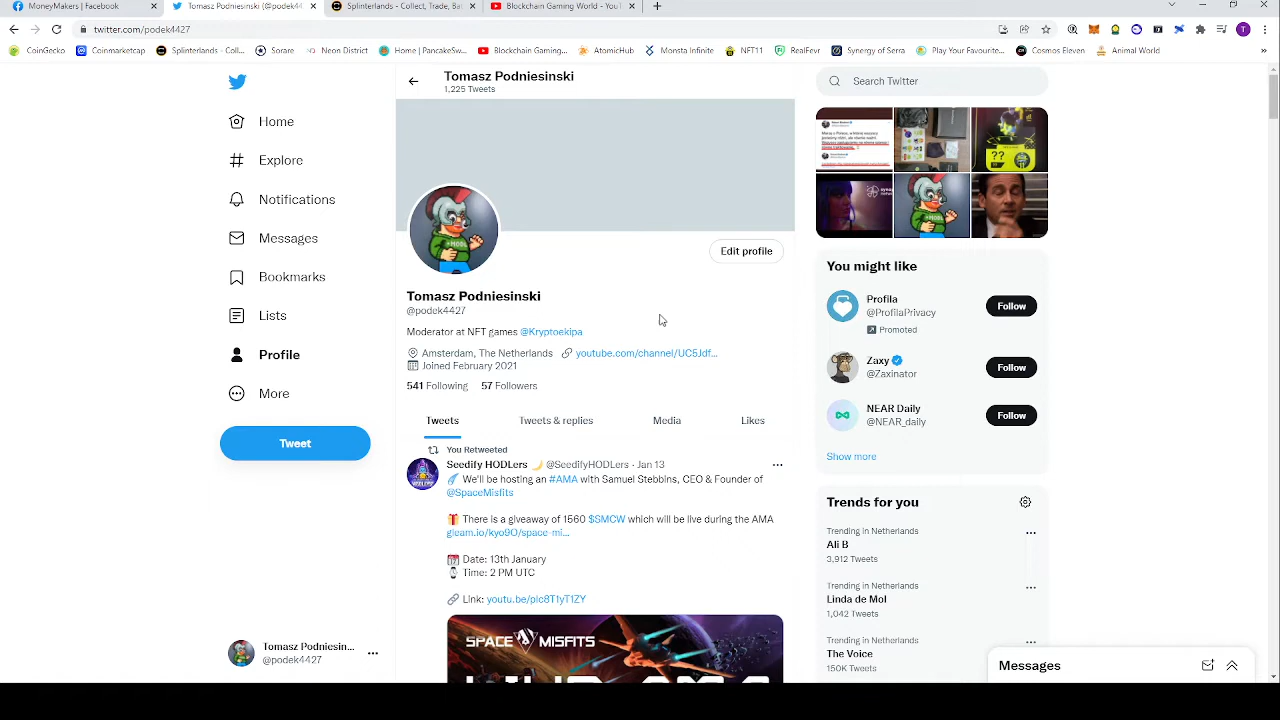 MoneyMakers | Facebook
Tomasz Podniesinski (@podek44
Splinterlands - Collect, Trade, Bat
Blockchain Gaming World - YouT
twitter.com/podek4427
CoinGecko
Coinmarketcap
Splinterlands - Coll...
Sorare
Neon District
Home | PancakeSw...
Blockchain Gaming...
AtomicHub
Monsta Infinite
NFT11
RealFevr
Synergy of Serra
Play Your Favourite...
Cosmos Eleven
Animal World
Home
Explore
Notifications
Messages
Bookmarks
Lists
Profile
More
Tweet
Tomasz Podniesin...
@podek4427
Tomasz Podniesinski
1,225 Tweets
Edit profile
Tomasz Podniesinski
@podek4427
Moderator at NFT games @Kryptoekipa
Amsterdam, The Netherlands youtube.com/channel/UC5Jdf...
Joined February 2021
541 Following 57 Followers
Tweets Tweets & replies Media Likes
You Retweeted
Seedify HODLers @SeedifyHODLers · Jan 13
We'll be hosting an #AMA with Samuel Stebbins, CEO & Founder of
@SpaceMisfits
There is a giveaway of 1560 $SMCW which will be live during the AMA
gleam.io/kyo9O/space-mi...
Date: 13th January
Time: 2 PM UTC
Link: youtu.be/plc8T1yT1ZY
SPACE MISFITS
Search Twitter
??
You might like
Profila
@ProfilaPrivacy
Promoted
Follow
Zaxy
@Zaxinator
Follow
NEAR Daily
@NEAR_daily
Follow
Show more
Trends for you
Trending in Netherlands
Ali B
3,912 Tweets
Trending in Netherlands
Linda de Mol
1,042 Tweets
Trending in Netherlands
The Voice
150K Tweets
Messages